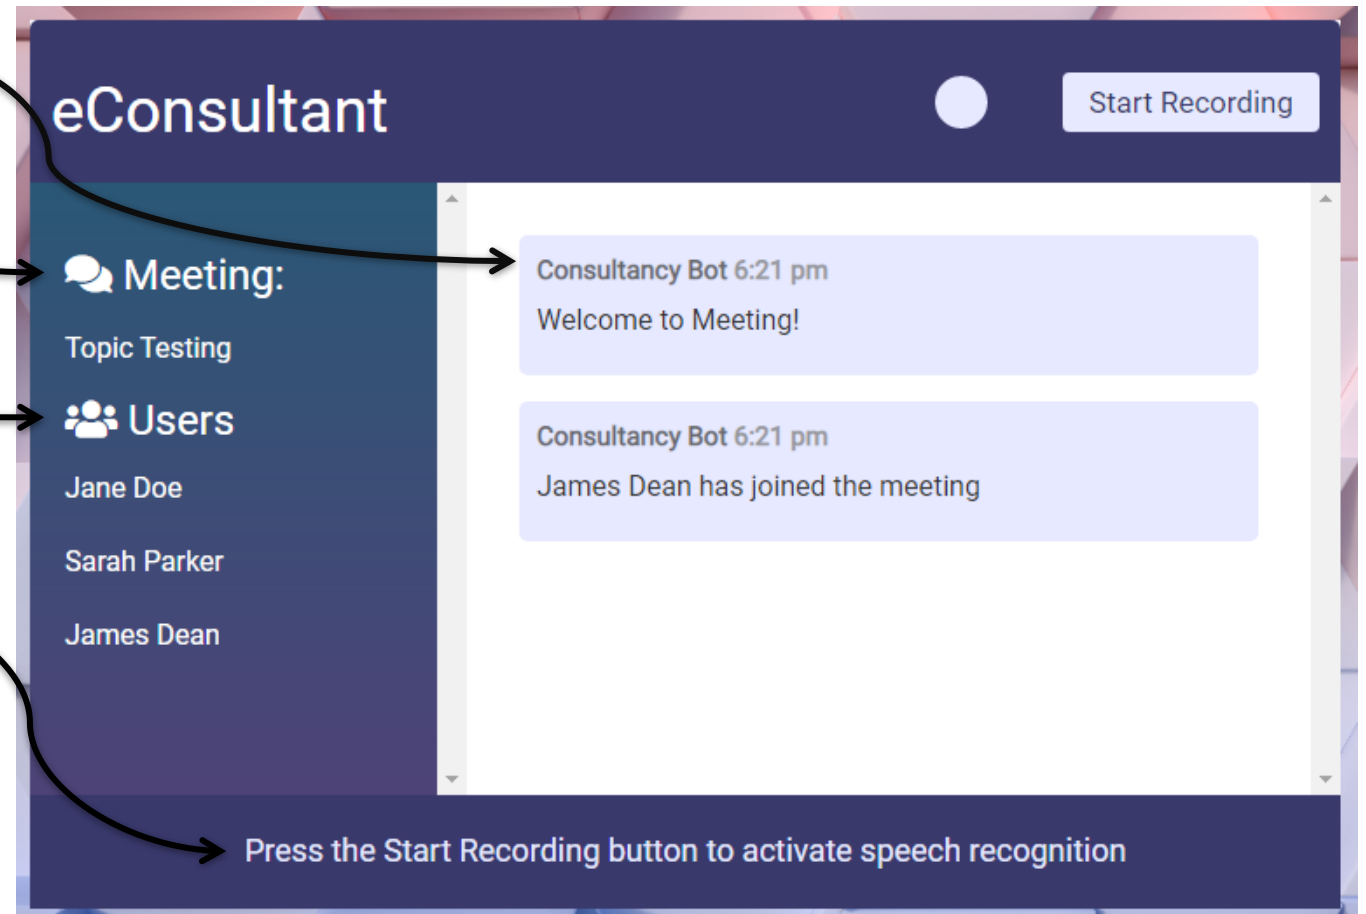 eConsultant
Start Recording
Meeting:
Topic Testing
Users
Jane Doe
Sarah Parker
James Dean
Consultancy Bot 6:21 pm
Welcome to Meeting!
Consultancy Bot 6:21 pm
James Dean has joined the meeting
Press the Start Recording button to activate speech recognition